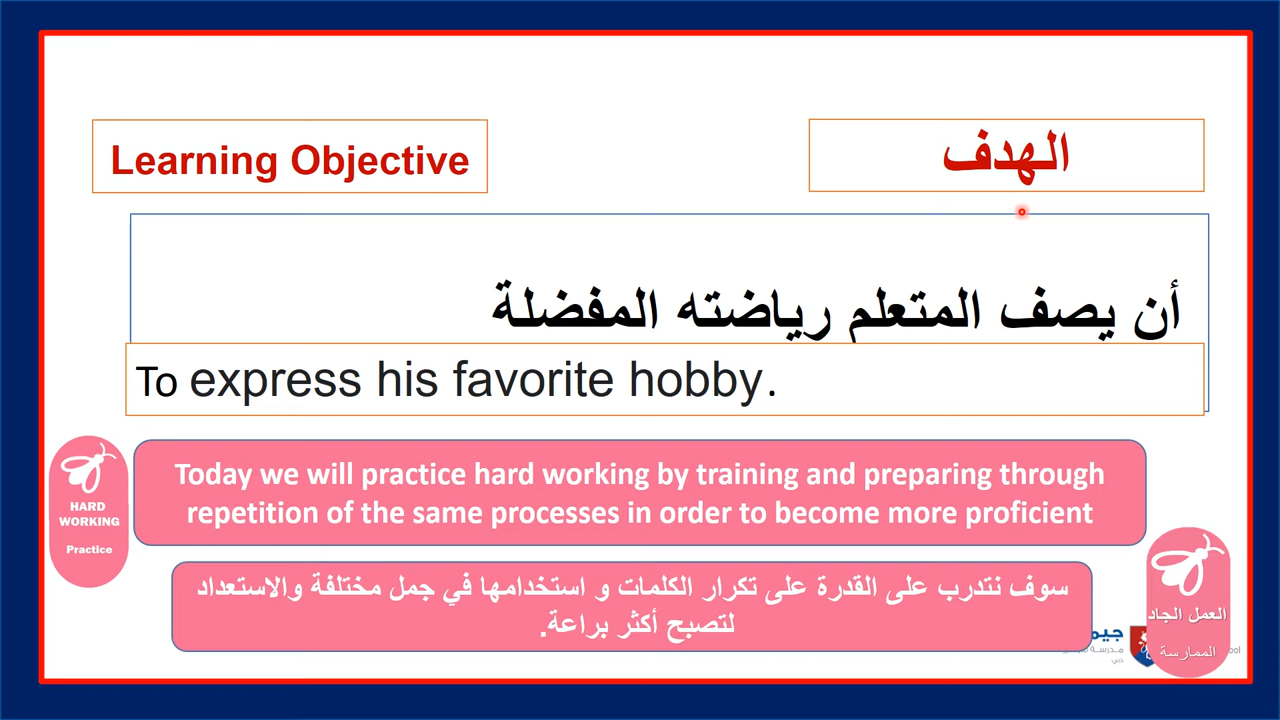 Learning Objective
الهدف
أن يصف المتعلم رياضته المفضلة
To express his favorite hobby.
HARD
WORKING
Practice
Today we will practice hard working by training and preparing through
repetition of the same processes in order to become more proficient
سوف نتدرب على القدرة على تكرار الكلمات و استخدامها في جمل مختلفة والاستعداد
لتصبح أكثر براعة.
العمل الجاد
الممارسة
مدرسة
دبي